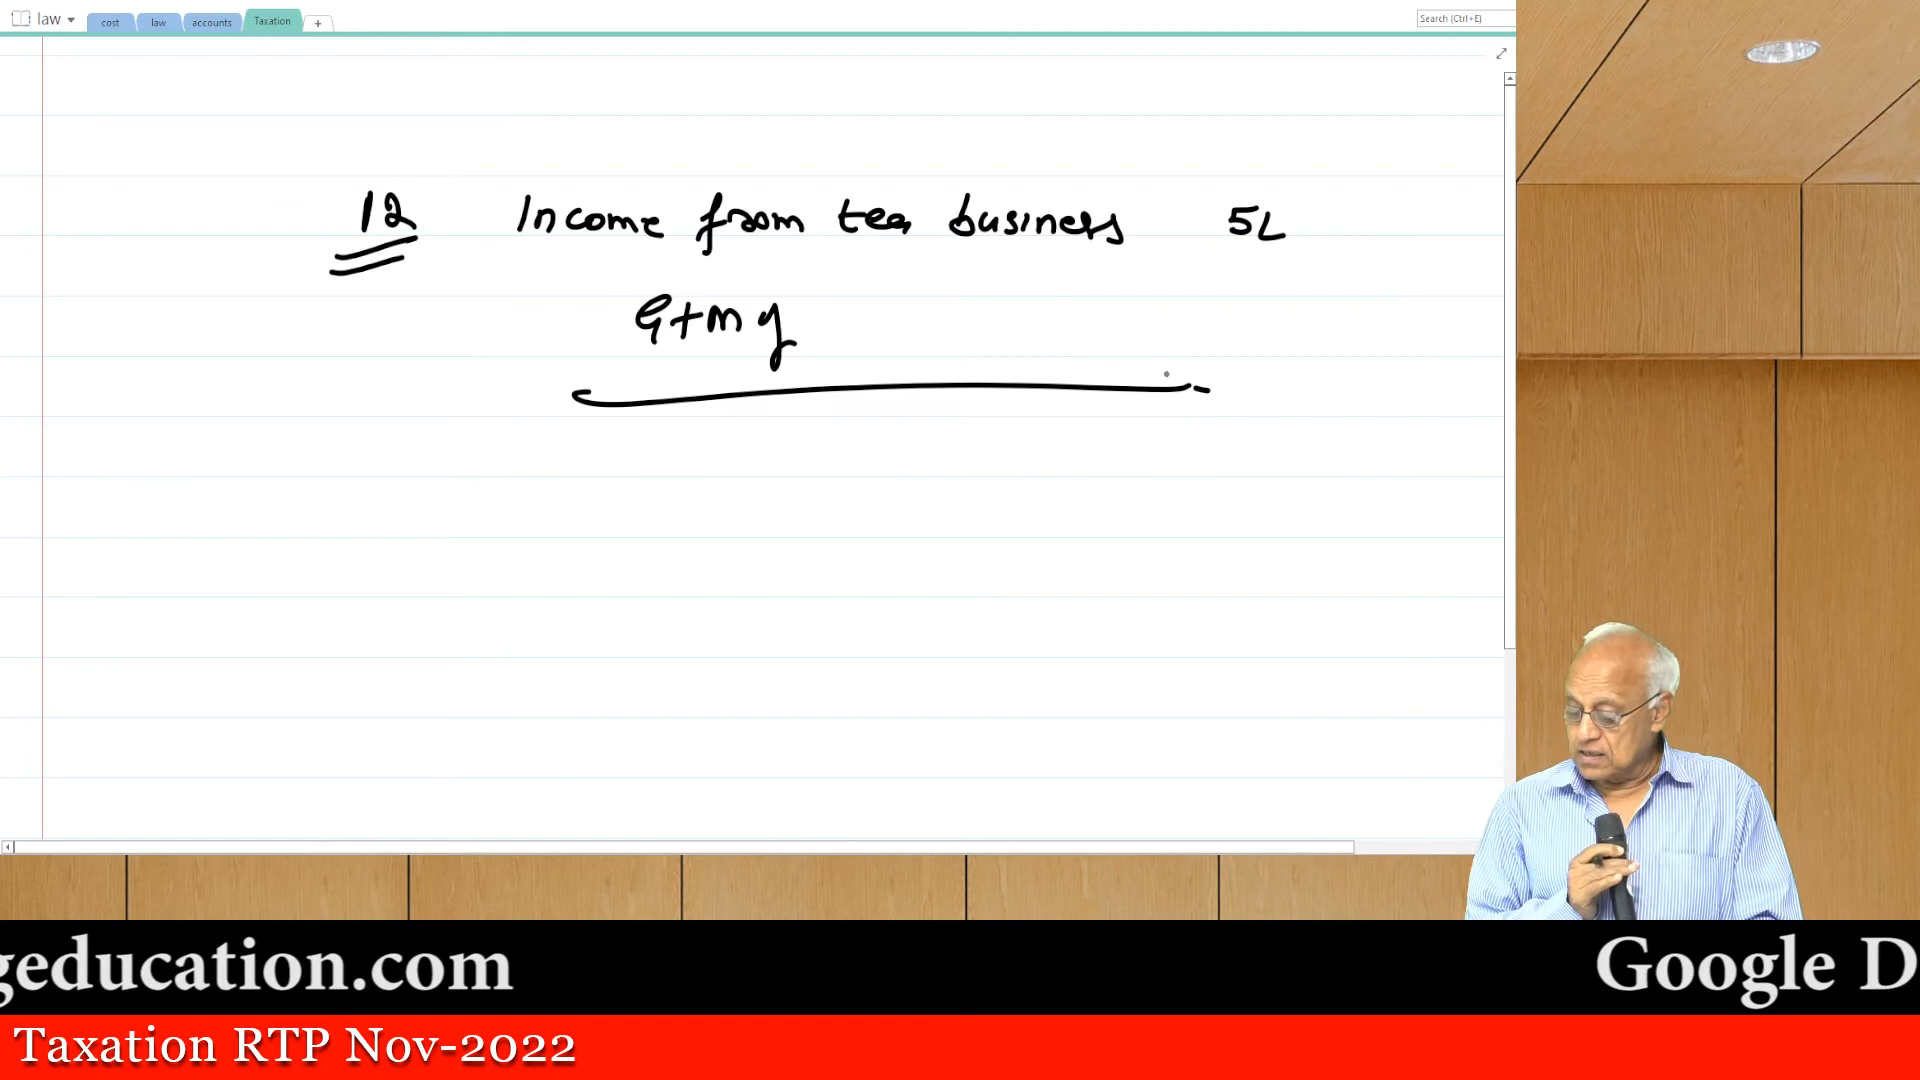 law
cost
law
accounts
Taxation
+
Search (Ctrl+E)
12 Income from tea business 5L
G+m g
geducation.com
Google D
Taxation RTP Nov-2022